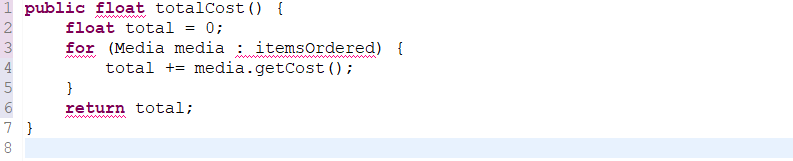 1 public float totalCost() {
2     float total = 0;
3     for (Media media : itemsOrdered) {
4         total += media.getCost();
5     }
6     return total;
7 }
8